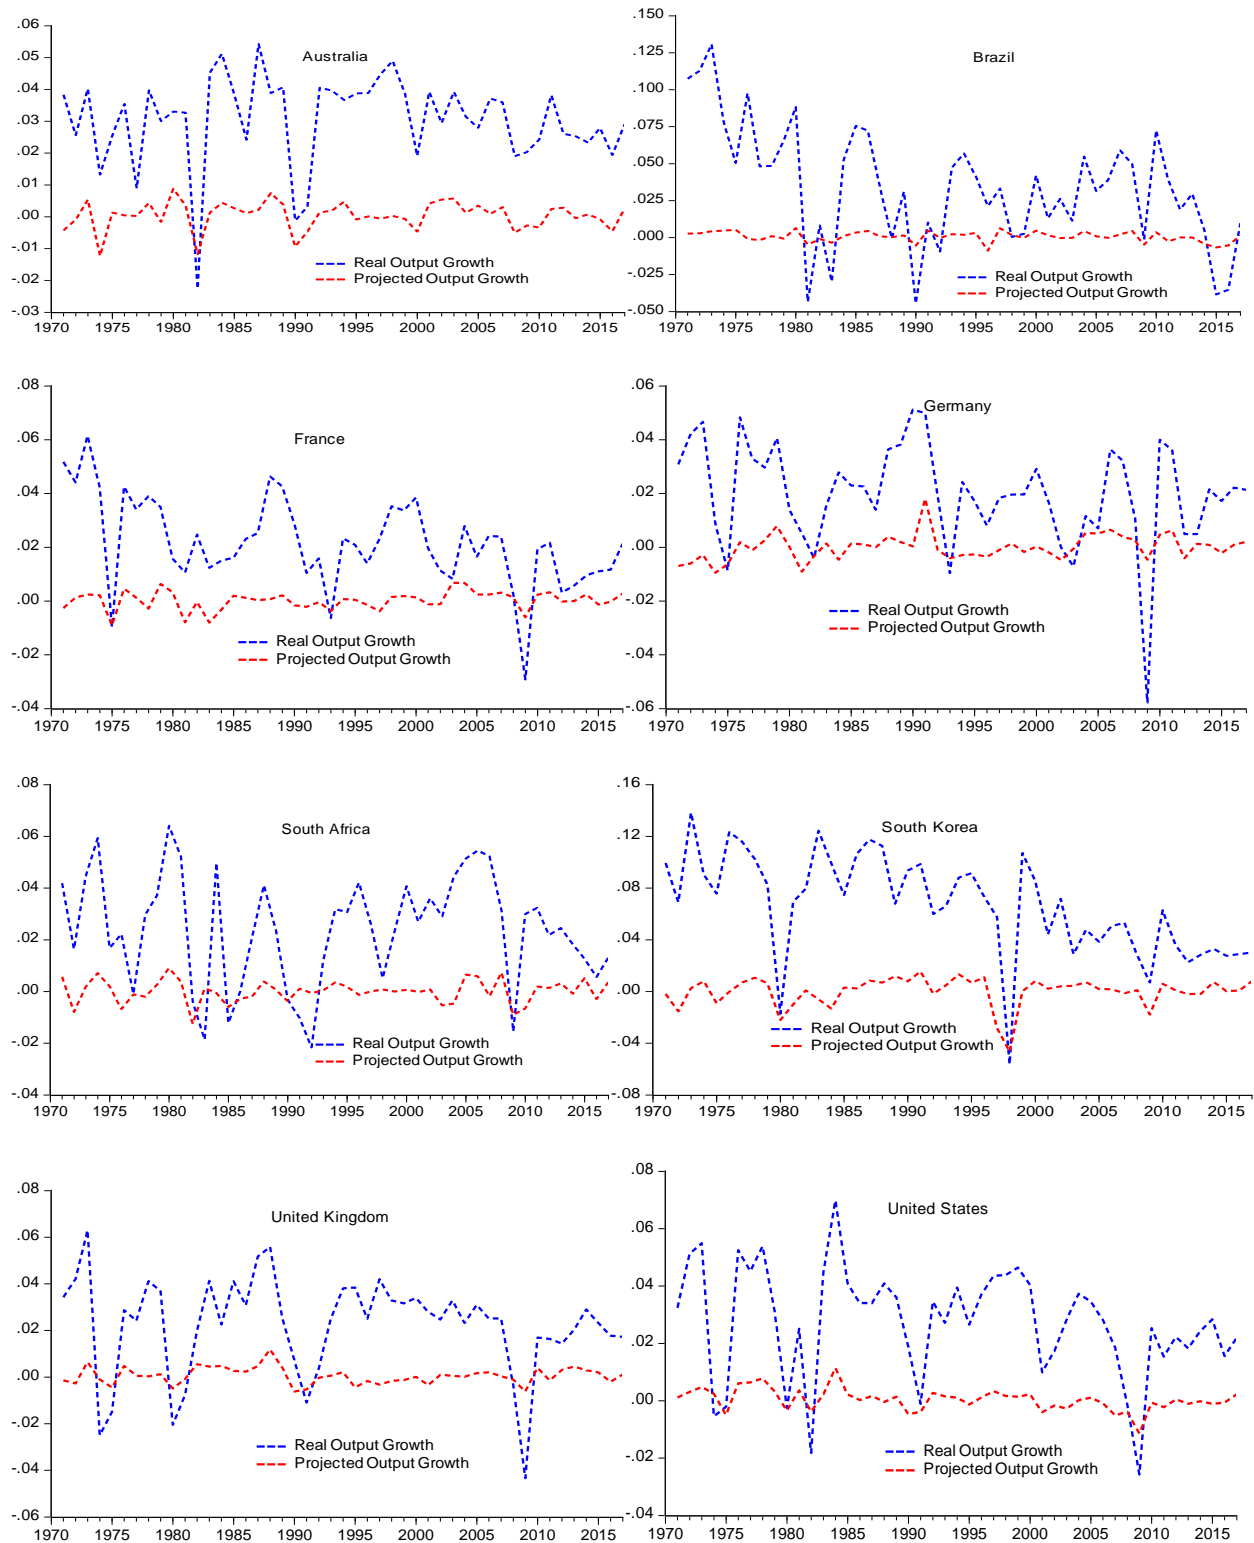 Australia
.06
.05
.04
.03
.02
.01
.00
-.01
-.02
-.03
Real Output Growth
Projected Output Growth
1970 1975 1980 1985 1990 1995 2000 2005 2010 2015
Brazil
.150
.125
.100
.075
.050
.025
.000
-.025
-.050
Real Output Growth
Projected Output Growth
1970 1975 1980 1985 1990 1995 2000 2005 2010 2015
France
.08
.06
.04
.02
.00
-.02
-.04
Real Output Growth
Projected Output Growth
1970 1975 1980 1985 1990 1995 2000 2005 2010 2015
Germany
.06
.04
.02
.00
-.02
-.04
-.06
Real Output Growth
Projected Output Growth
1970 1975 1980 1985 1990 1995 2000 2005 2010 2015
South Africa
.08
.06
.04
.02
.00
-.02
-.04
Real Output Growth
Projected Output Growth
1970 1975 1980 1985 1990 1995 2000 2005 2010 2015
South Korea
.16
.12
.08
.04
.00
-.04
-.08
Real Output Growth
Projected Output Growth
1970 1975 1980 1985 1990 1995 2000 2005 2010 2015
United Kingdom
.08
.06
.04
.02
.00
-.02
-.04
-.06
Real Output Growth
Projected Output Growth
1970 1975 1980 1985 1990 1995 2000 2005 2010 2015
United States
.08
.06
.04
.02
.00
-.02
-.04
Real Output Growth
Projected Output Growth
1970 1975 1980 1985 1990 1995 2000 2005 2010 2015